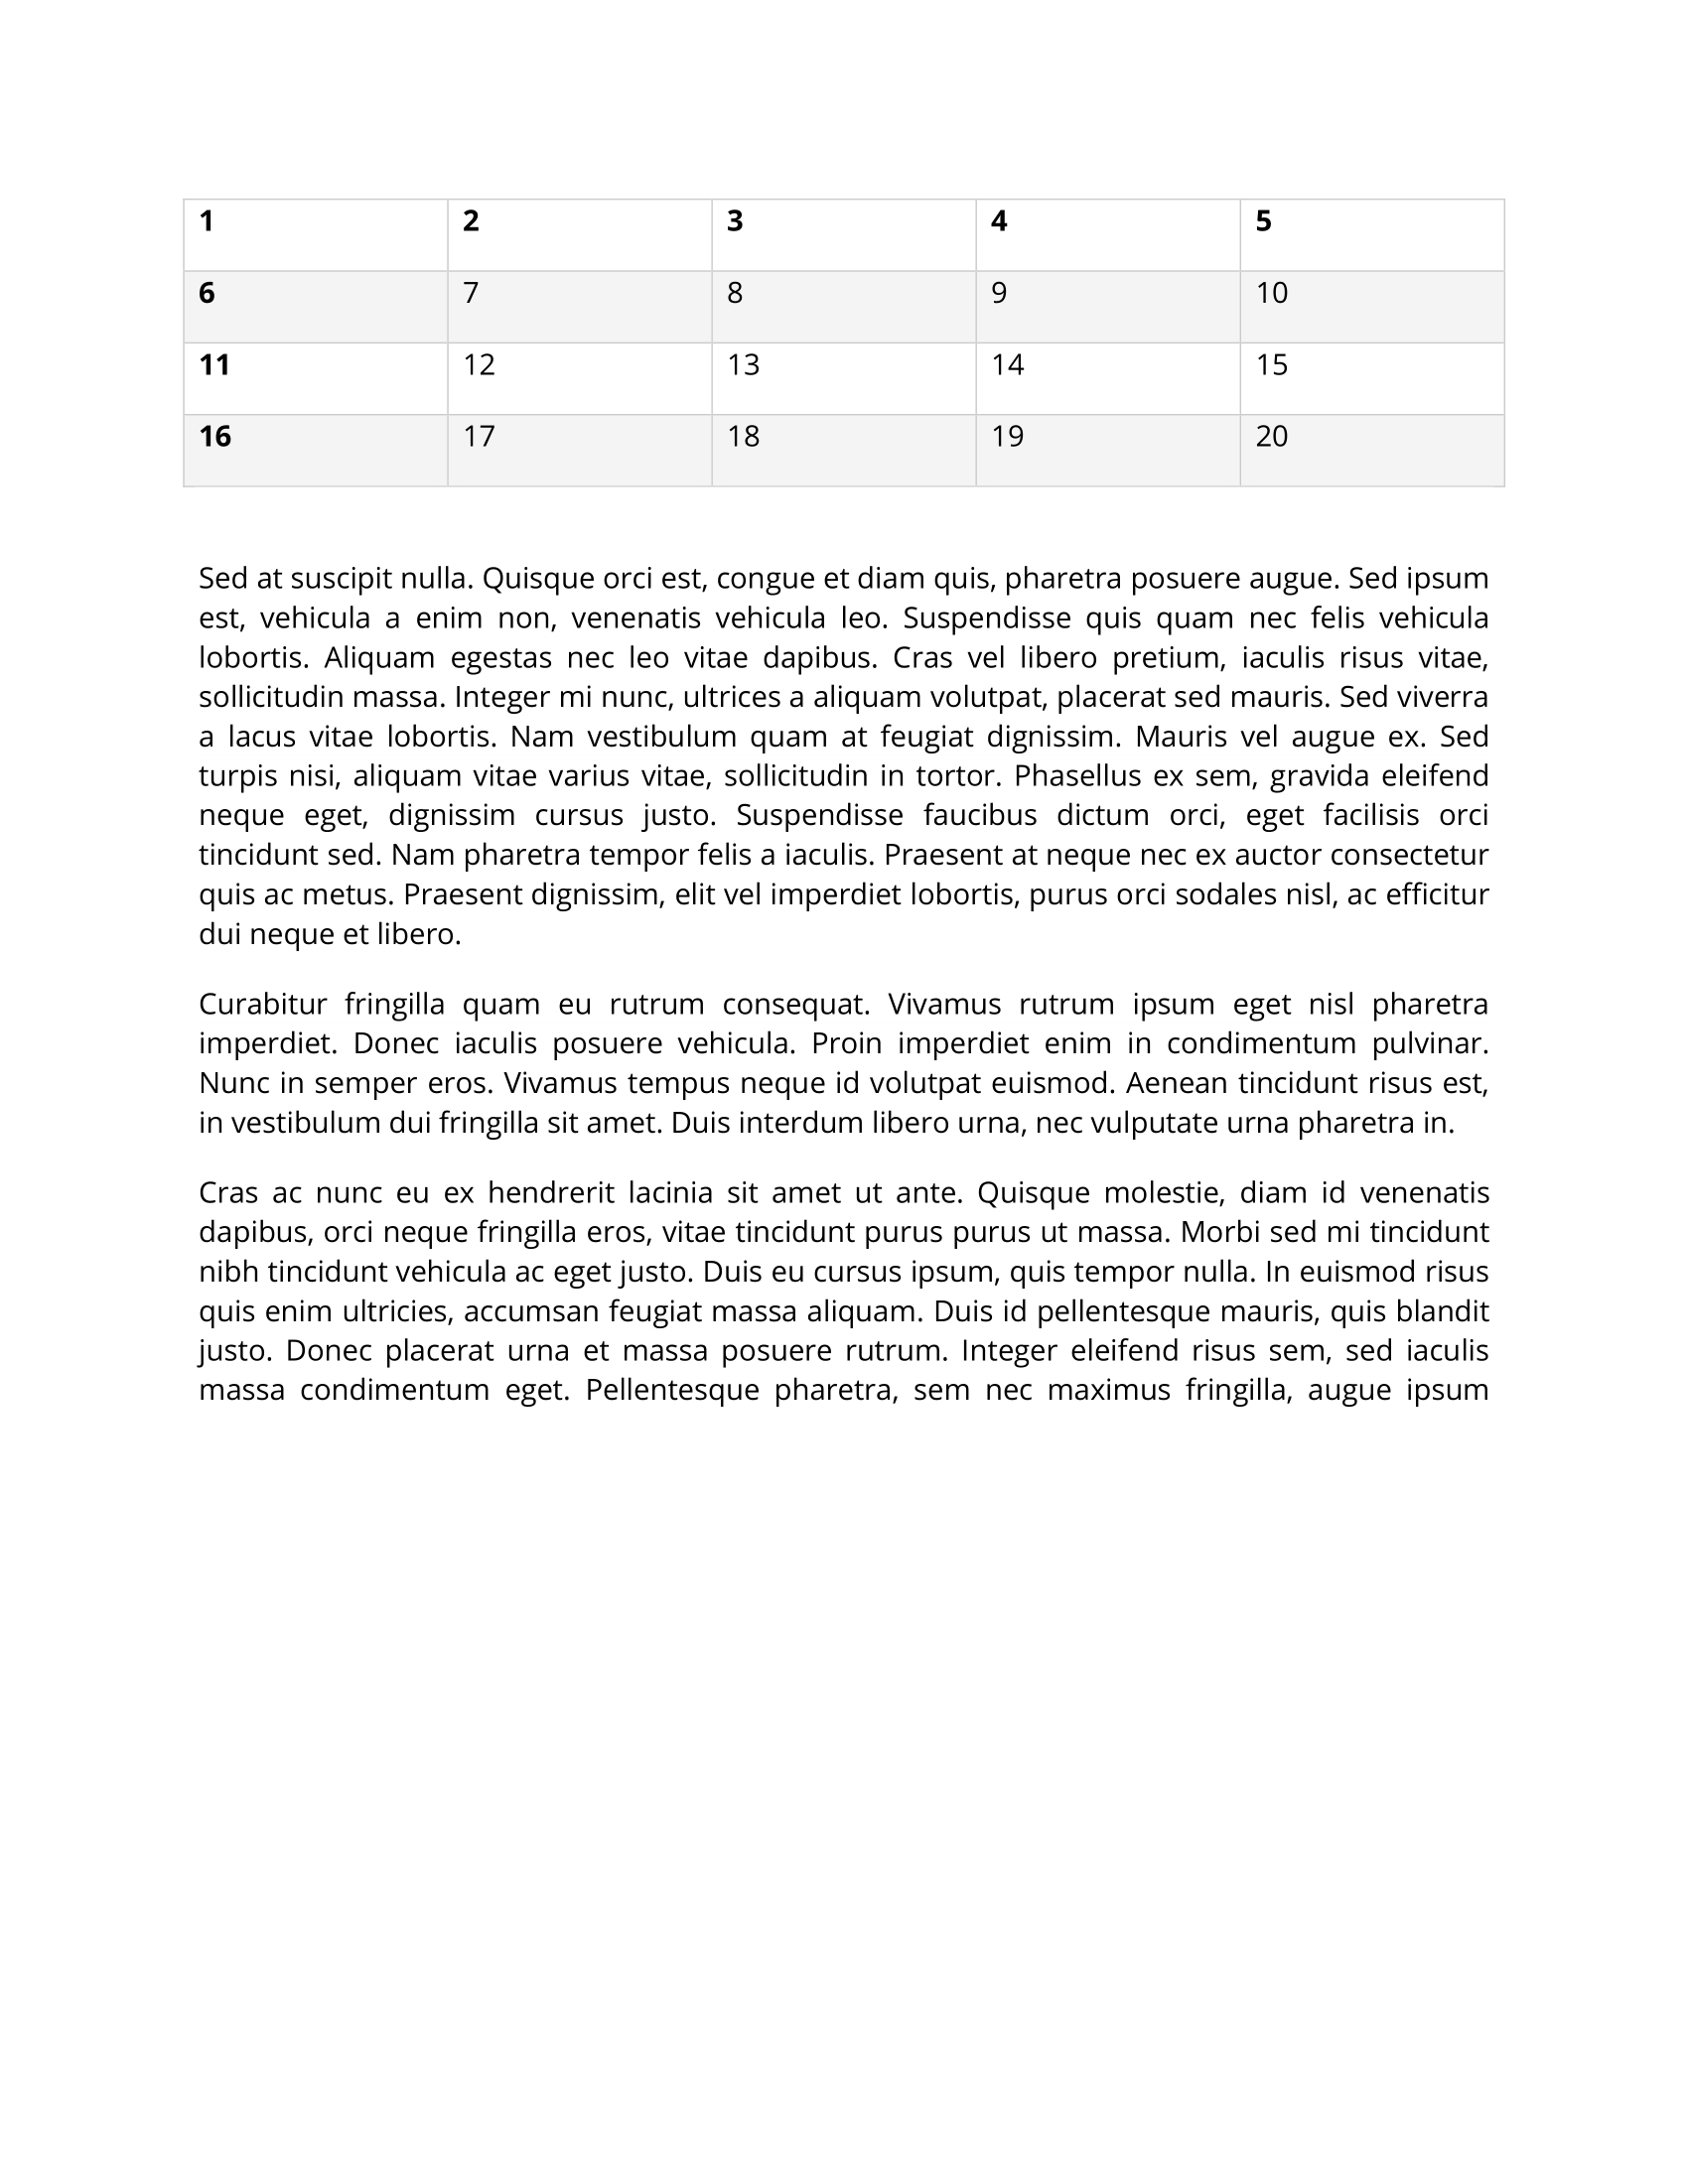 1 2 3 4 5
6 7 8 9 10
11 12 13 14 15
16 17 18 19 20
Sed at suscipit nulla. Quisque orci est, congue et diam quis, pharetra posuere augue. Sed ipsum
est, vehicula a enim non, venenatis vehicula leo. Suspendisse quis quam nec felis vehicula
lobortis. Aliquam egestas nec leo vitae dapibus. Cras vel libero pretium, iaculis risus vitae,
sollicitudin massa. Integer mi nunc, ultrices a aliquam volutpat, placerat sed mauris. Sed viverra
a lacus vitae lobortis. Nam vestibulum quam at feugiat dignissim. Mauris vel augue ex. Sed
turpis nisi, aliquam vitae varius vitae, sollicitudin in tortor. Phasellus ex sem, gravida eleifend
neque eget, dignissim cursus justo. Suspendisse faucibus dictum orci, eget facilisis orci
tincidunt sed. Nam pharetra tempor felis a iaculis. Praesent at neque nec ex auctor consectetur
quis ac metus. Praesent dignissim, elit vel imperdiet lobortis, purus orci sodales nisl, ac efficitur
dui neque et libero.
Curabitur fringilla quam eu rutrum consequat. Vivamus rutrum ipsum eget nisl pharetra
imperdiet. Donec iaculis posuere vehicula. Proin imperdiet enim in condimentum pulvinar.
Nunc in semper eros. Vivamus tempus neque id volutpat euismod. Aenean tincidunt risus est,
in vestibulum dui fringilla sit amet. Duis interdum libero urna, nec vulputate urna pharetra in.
Cras ac nunc eu ex hendrerit lacinia sit amet ut ante. Quisque molestie, diam id venenatis
dapibus, orci neque fringilla eros, vitae tincidunt purus purus ut massa. Morbi sed mi tincidunt
nibh tincidunt vehicula ac eget justo. Duis eu cursus ipsum, quis tempor nulla. In euismod risus
quis enim ultricies, accumsan feugiat massa aliquam. Duis id pellentesque mauris, quis blandit
justo. Donec placerat urna et massa posuere rutrum. Integer eleifend risus sem, sed iaculis
massa condimentum eget. Pellentesque pharetra, sem nec maximus fringilla, augue ipsum